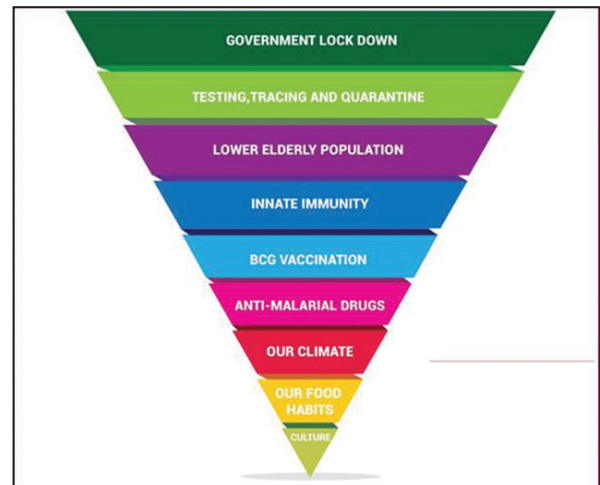 GOVERNMENT LOCK DOWN
TESTING,TRACING AND QUARANTINE
LOWER ELDERLY POPULATION
INNATE IMMUNITY
BCG VACCINATION
ANTI-MALARIAL DRUGS
OUR CLIMATE
OUR FOOD
HABITS
CULTURE